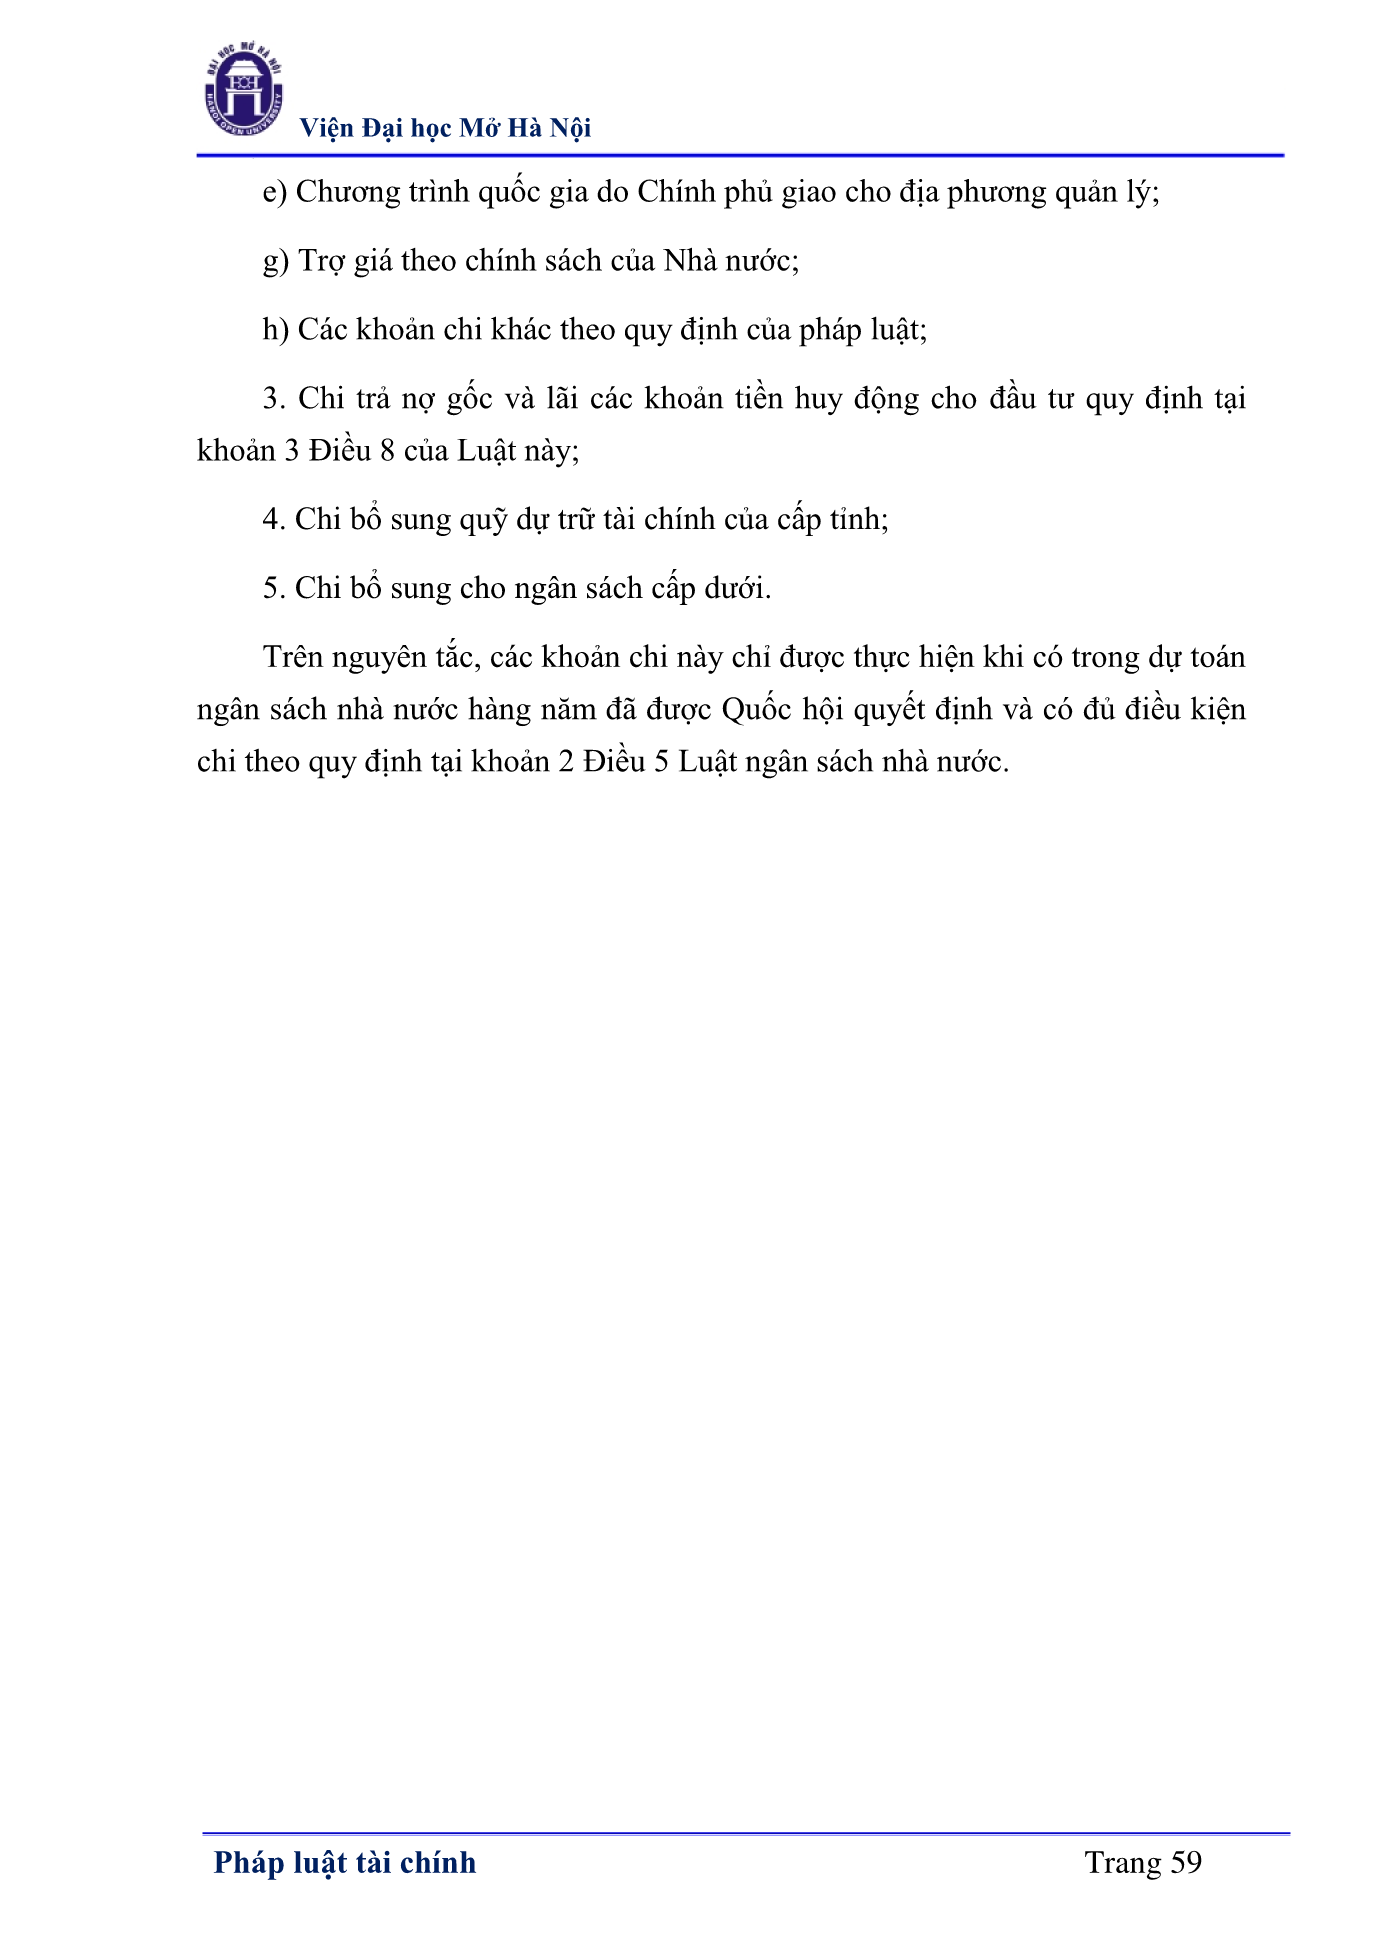 ĐẠI HỌC MỞ HÀ NỘI
HANOI OPEN UNIVERSITY
Viện Đại học Mở Hà Nội
e) Chương trình quốc gia do Chính phủ giao cho địa phương quản lý;
g) Trợ giá theo chính sách của Nhà nước;
h) Các khoản chi khác theo quy định của pháp luật;
3. Chi trả nợ gốc và lãi các khoản tiền huy động cho đầu tư quy định tại
khoản 3 Điều 8 của Luật này;
4. Chi bổ sung quỹ dự trữ tài chính của cấp tỉnh;
5. Chi bổ sung cho ngân sách cấp dưới.
Trên nguyên tắc, các khoản chi này chỉ được thực hiện khi có trong dự toán
ngân sách nhà nước hàng năm đã được Quốc hội quyết định và có đủ điều kiện
chi theo quy định tại khoản 2 Điều 5 Luật ngân sách nhà nước.
Pháp luật tài chính
Trang 59